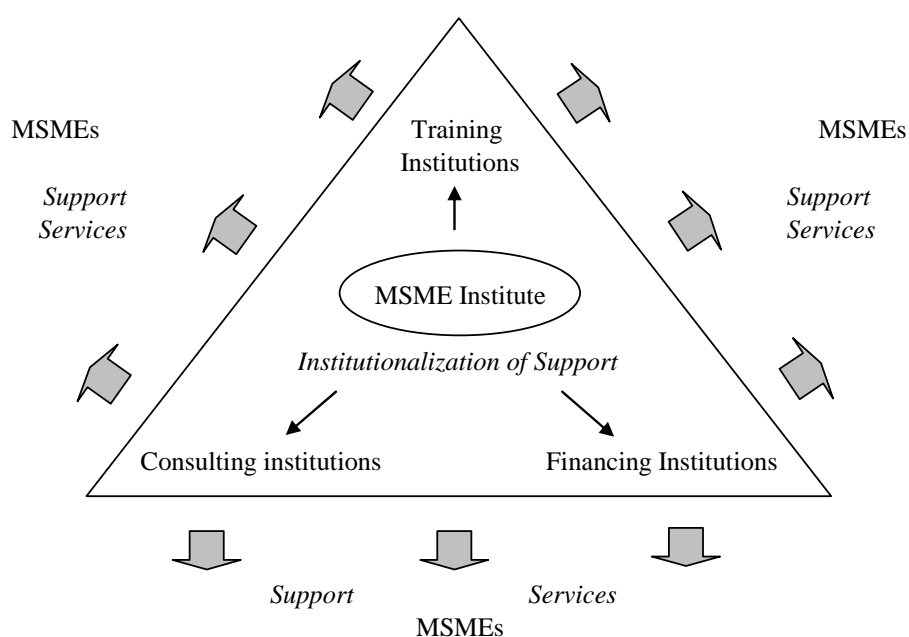 Training
Institutions
MSMEs
MSMEs
Support
Services
Support
Services
MSME Institute
Institutionalization of Support
Consulting institutions
Financing Institutions
Support Services
MSMEs